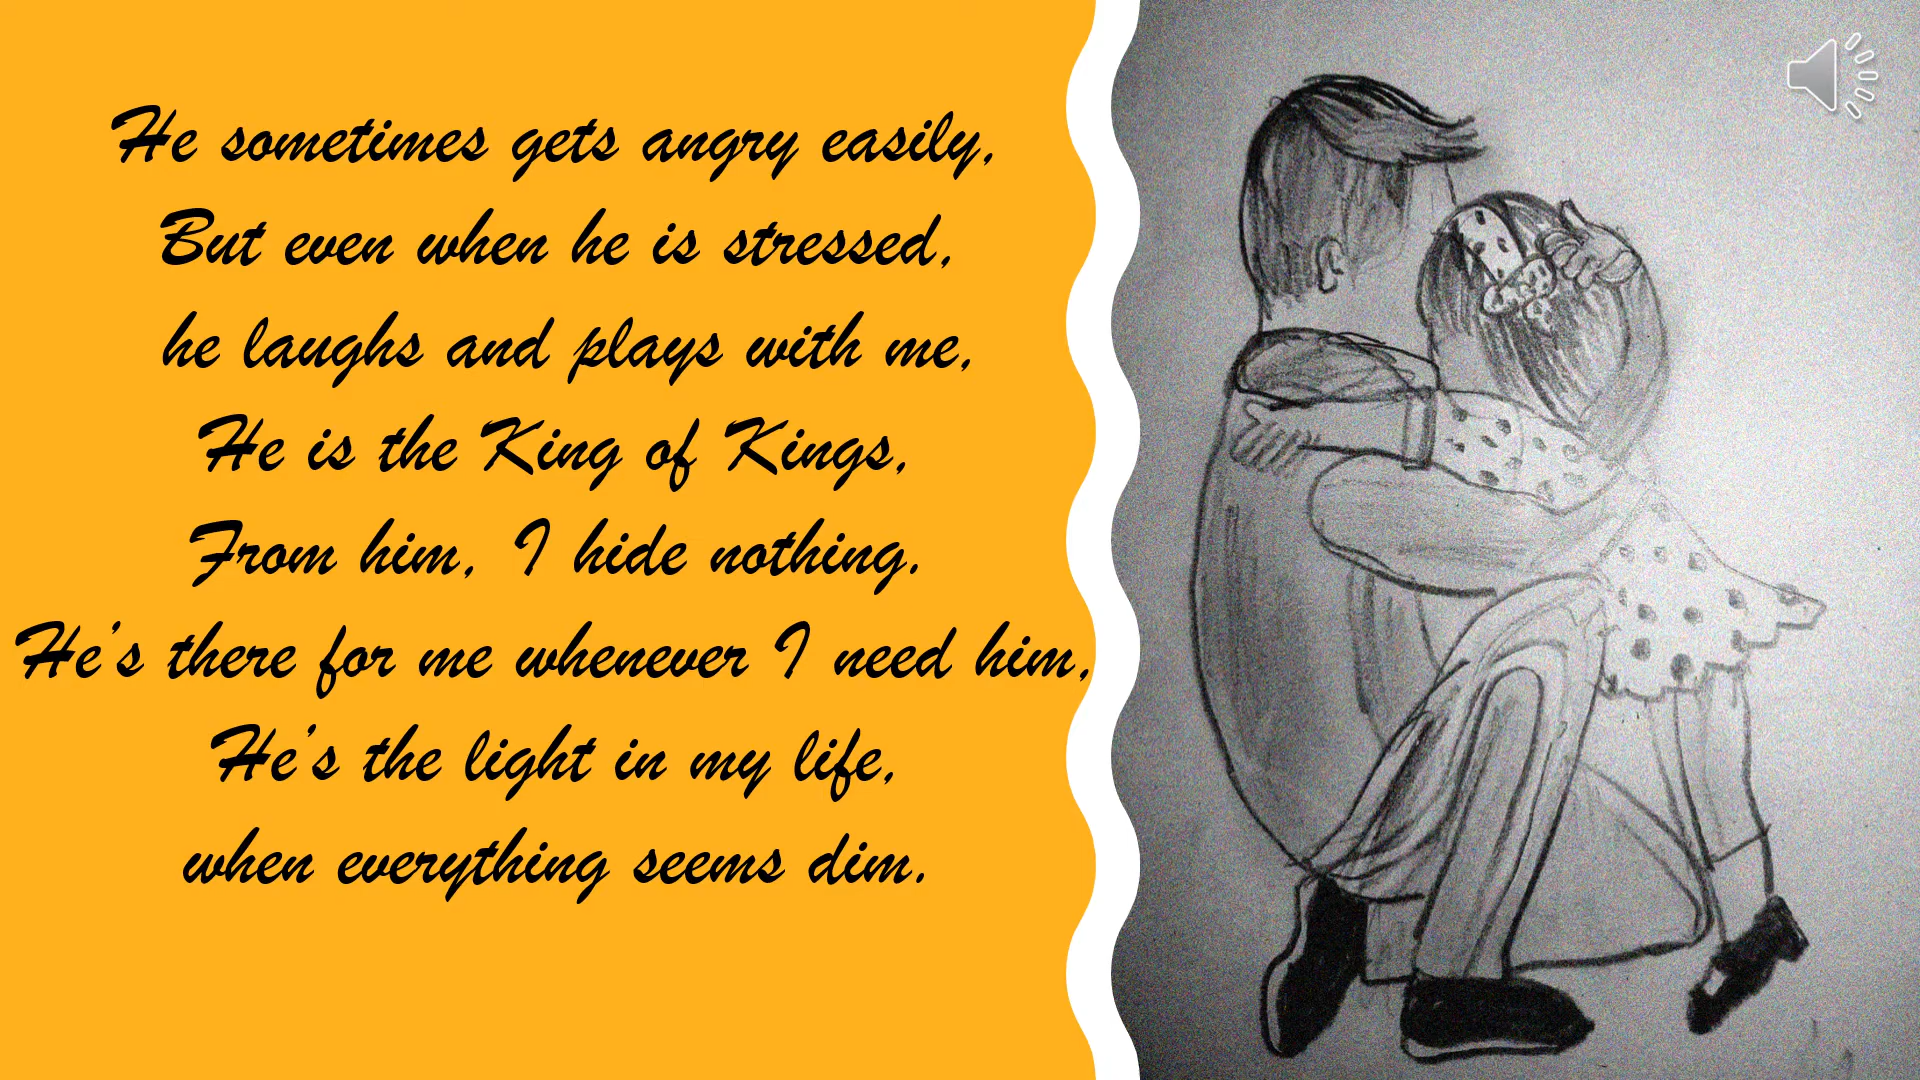 He sometimes gets angry easily,
But even when he is stressed,
he laughs and plays with me,
He is the King of Kings,
From him, I hide nothing.
He's there for me whenever I need him,
He's the light in my life,
when everything seems dim.